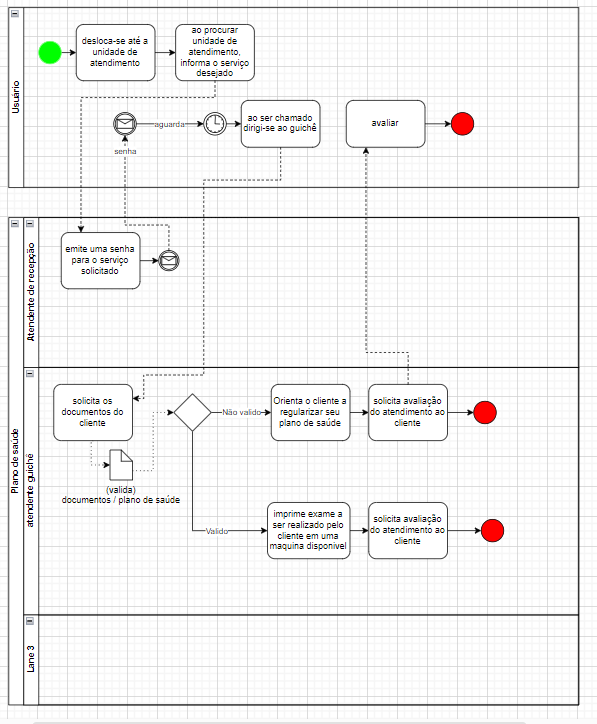 Usuário
desloca-se até a
unidade de
atendimento
ao procurar
unidade de
atendimento,
informa o serviço
desejado
aguarda
senha
ao ser chamado
dirigi-se ao guichê
avaliar
Plano de saude
Atendente de recepção
emite uma senha
para o serviço
solicitado
atendente guichê
solicita os
documentos do
cliente
(valida)
documentos / plano de saúde
Não valido
Orienta o cliente a
regularizar seu
plano de saúde
solicita avaliação
do atendimento ao
cliente
Valido
imprime exame a
ser realizado pelo
cliente em uma
maquina disponivel
solicita avaliação
do atendimento ao
cliente
Lane 3